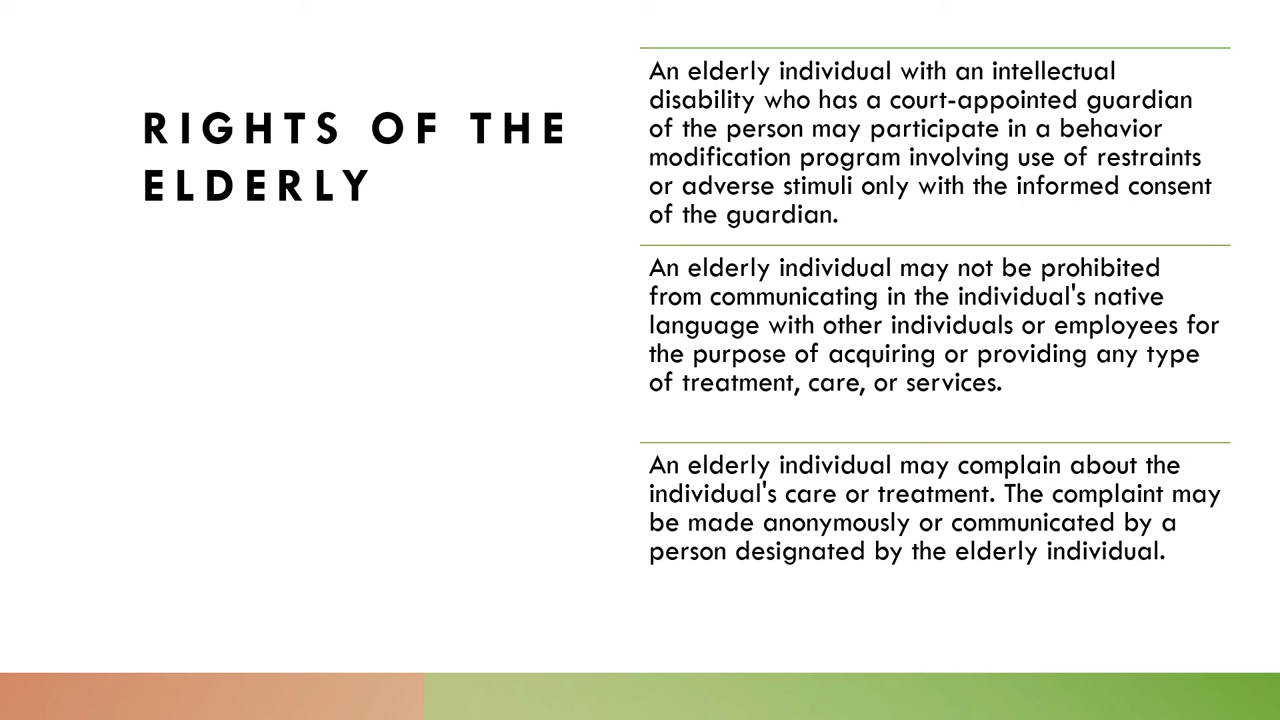 RIGHTS OF THE
ELDERLY
An elderly individual with an intellectual
disability who has a court-appointed guardian
of the person may participate in a behavior
modification program involving use of restraints
or adverse stimuli only with the informed consent
of the guardian.
An elderly individual may not be prohibited
from communicating in the individual's native
language with other individuals or employees for
the purpose of acquiring or providing any type
of treatment, care, or services.
An elderly individual may complain about the
individual's care or treatment. The complaint may
be made anonymously or communicated by a
person designated by the elderly individual.